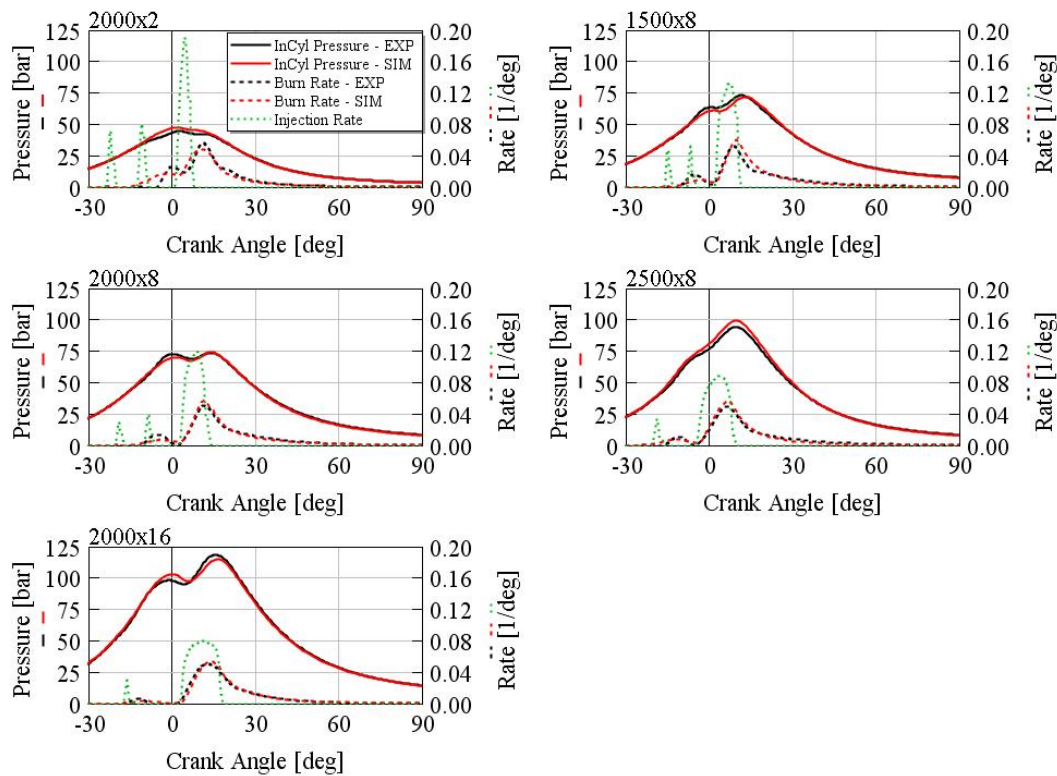 2000x2
InCyl Pressure - EXP
InCyl Pressure - SIM
Burn Rate - EXP
Burn Rate - SIM
Injection Rate
125
100
75
50
25
0
Pressure [bar]
0.20
0.16
0.12
0.08
0.04
0.00
Rate [1/deg]
-30 0 30 60 90
Crank Angle [deg]
1500x8
125
100
75
50
25
0
Pressure [bar]
0.20
0.16
0.12
0.08
0.04
0.00
Rate [1/deg]
-30 0 30 60 90
Crank Angle [deg]
2000x8
125
100
75
50
25
0
Pressure [bar]
0.20
0.16
0.12
0.08
0.04
0.00
Rate [1/deg]
-30 0 30 60 90
Crank Angle [deg]
2500x8
125
100
75
50
25
0
Pressure [bar]
0.20
0.16
0.12
0.08
0.04
0.00
Rate [1/deg]
-30 0 30 60 90
Crank Angle [deg]
2000x16
125
100
75
50
25
0
Pressure [bar]
0.20
0.16
0.12
0.08
0.04
0.00
Rate [1/deg]
-30 0 30 60 90
Crank Angle [deg]